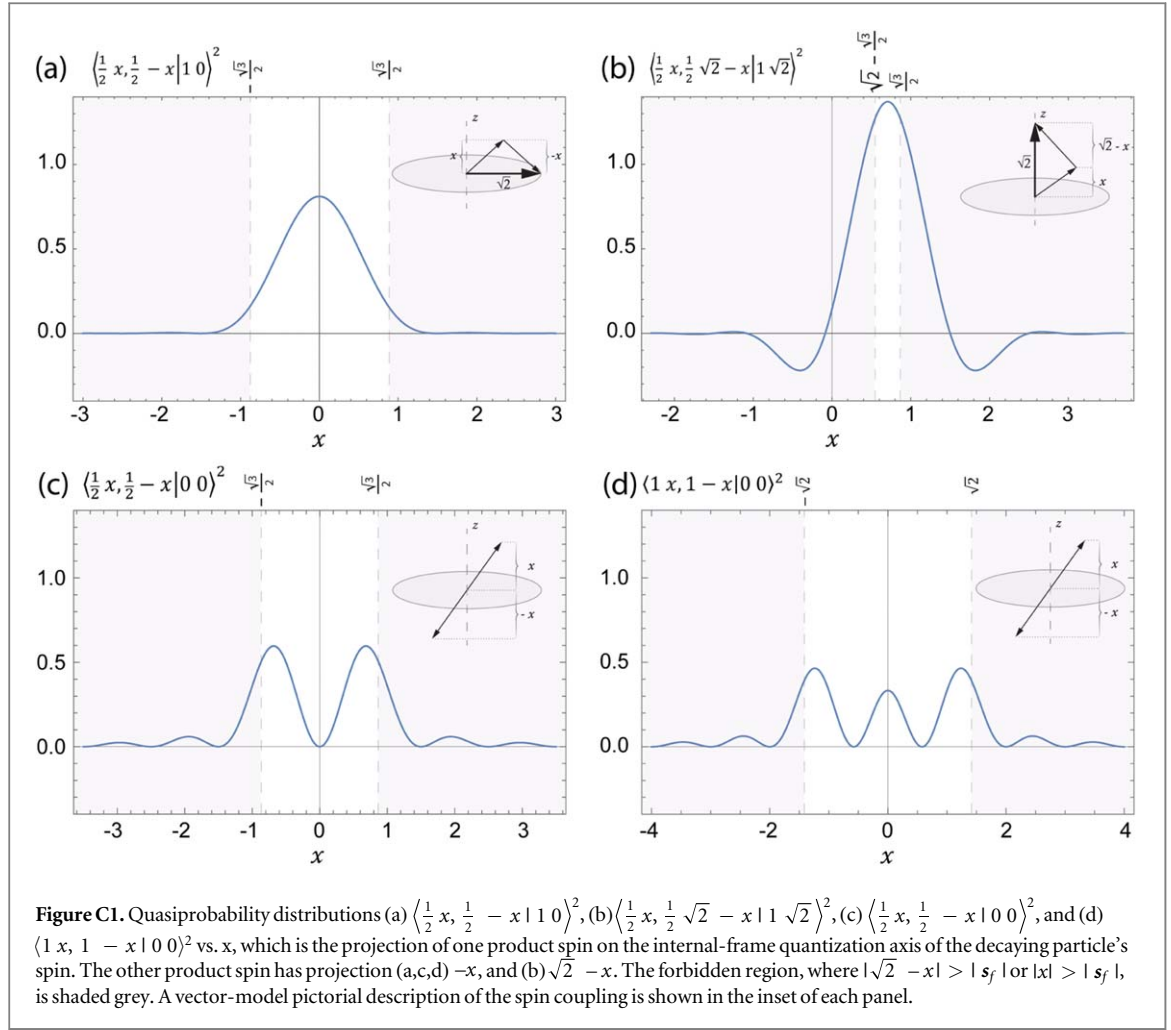 (a) ⟨½ x, ½ − x|1 0⟩² −√3/2 √3/2
z
x
-x
√2
1.0
0.5
0.0
-3 -2 -1 0 1 2 3
x
(b) ⟨½ x, ½ √2 − x|1 √2⟩² √2 − √3/2 √3/2
z
√2
√2 - x
x
1.0
0.5
0.0
-2 -1 0 1 2 3
x
(c) ⟨½ x, ½ − x|0 0⟩² −√3/2 √3/2
z
x
- x
1.0
0.5
0.0
-3 -2 -1 0 1 2 3
x
(d) ⟨1 x, 1 − x|0 0⟩² −√2 √2
z
x
- x
1.0
0.5
0.0
-4 -2 0 2 4
x
Figure C1. Quasiprobability distributions (a) ⟨½ x, ½ − x | 1 0⟩², (b)⟨½ x, ½ √2 − x | 1 √2⟩², (c) ⟨½ x, ½ − x | 0 0⟩², and (d)
⟨1 x, 1 − x | 0 0⟩² vs. x, which is the projection of one product spin on the internal-frame quantization axis of the decaying particle's
spin. The other product spin has projection (a,c,d) −x, and (b) √2 − x. The forbidden region, where |√2 − x| > | s_f | or |x| > | s_f |,
is shaded grey. A vector-model pictorial description of the spin coupling is shown in the inset of each panel.